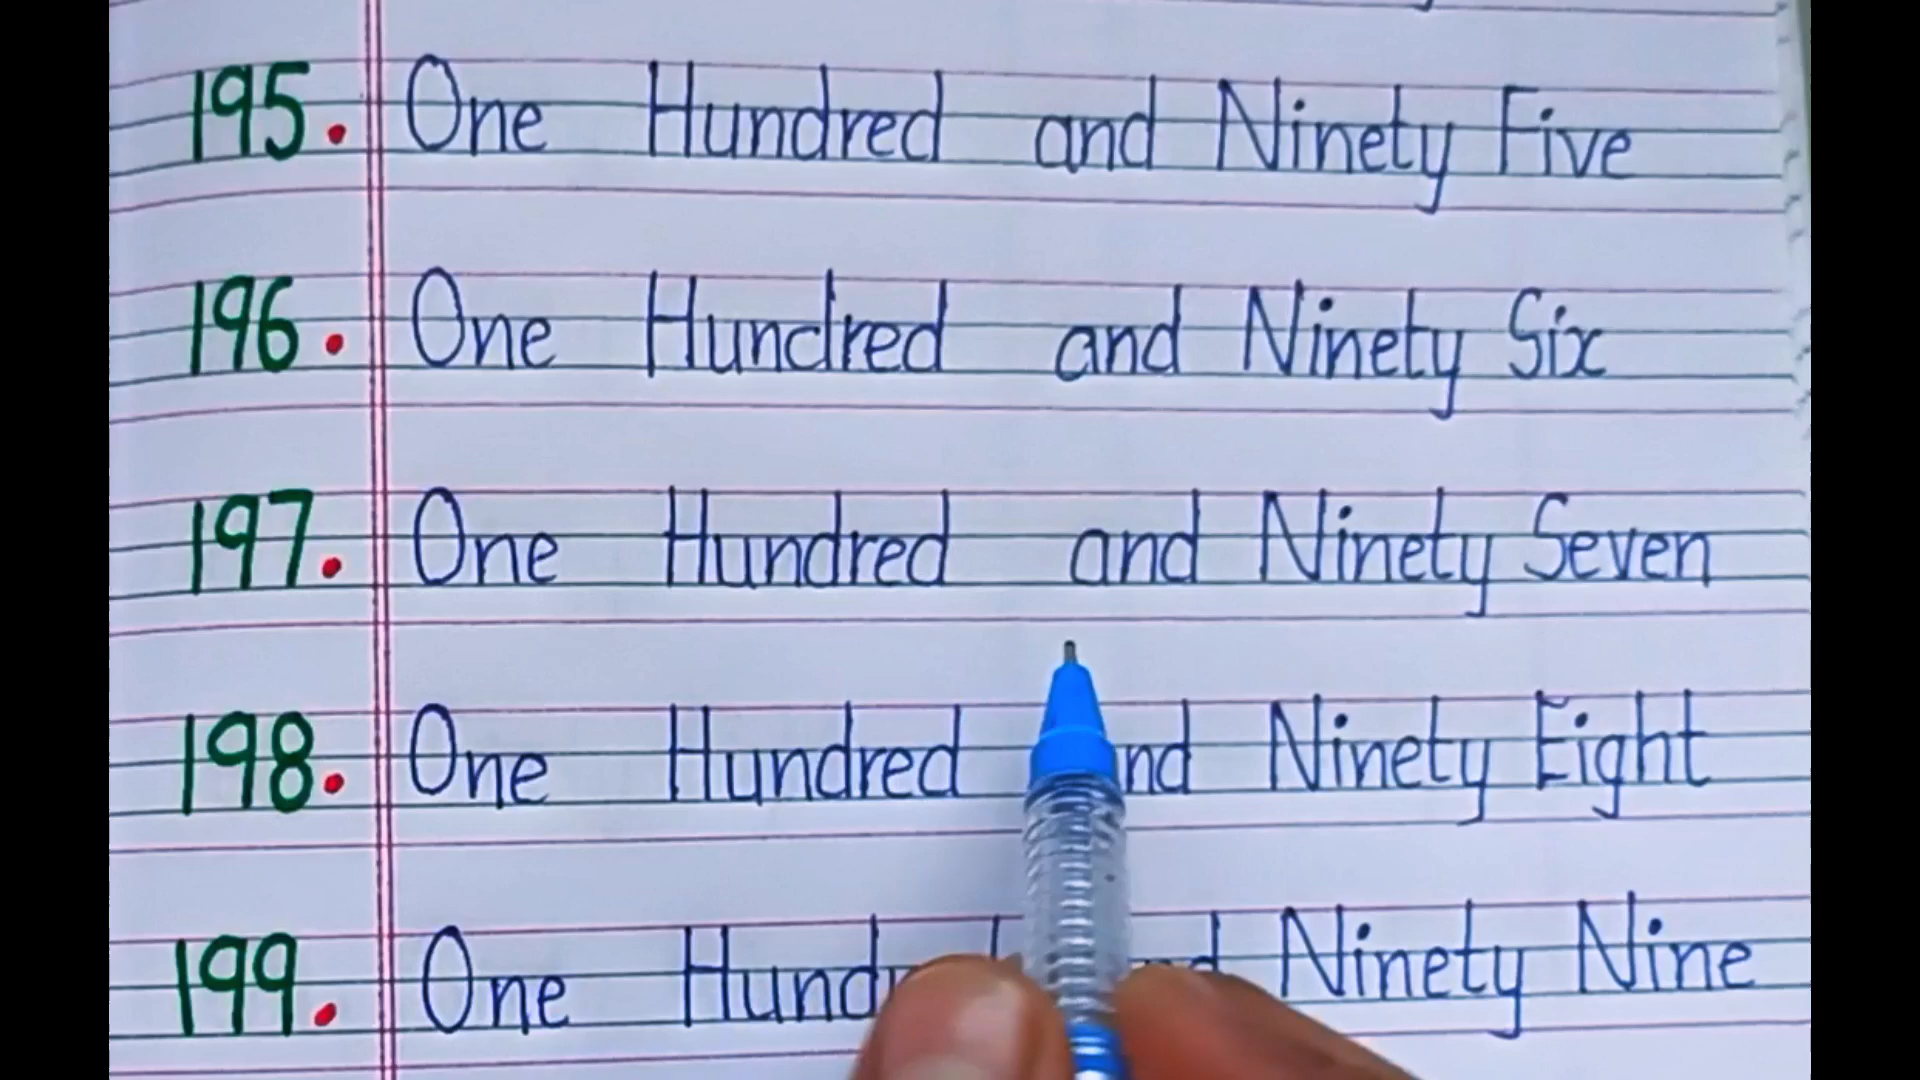 195. One Hundred and Ninety Five
196. One Hundred and Ninety Six
197. One Hundred and Ninety Seven
198. One Hundred Ninety Eight
199. One Ninety Nine